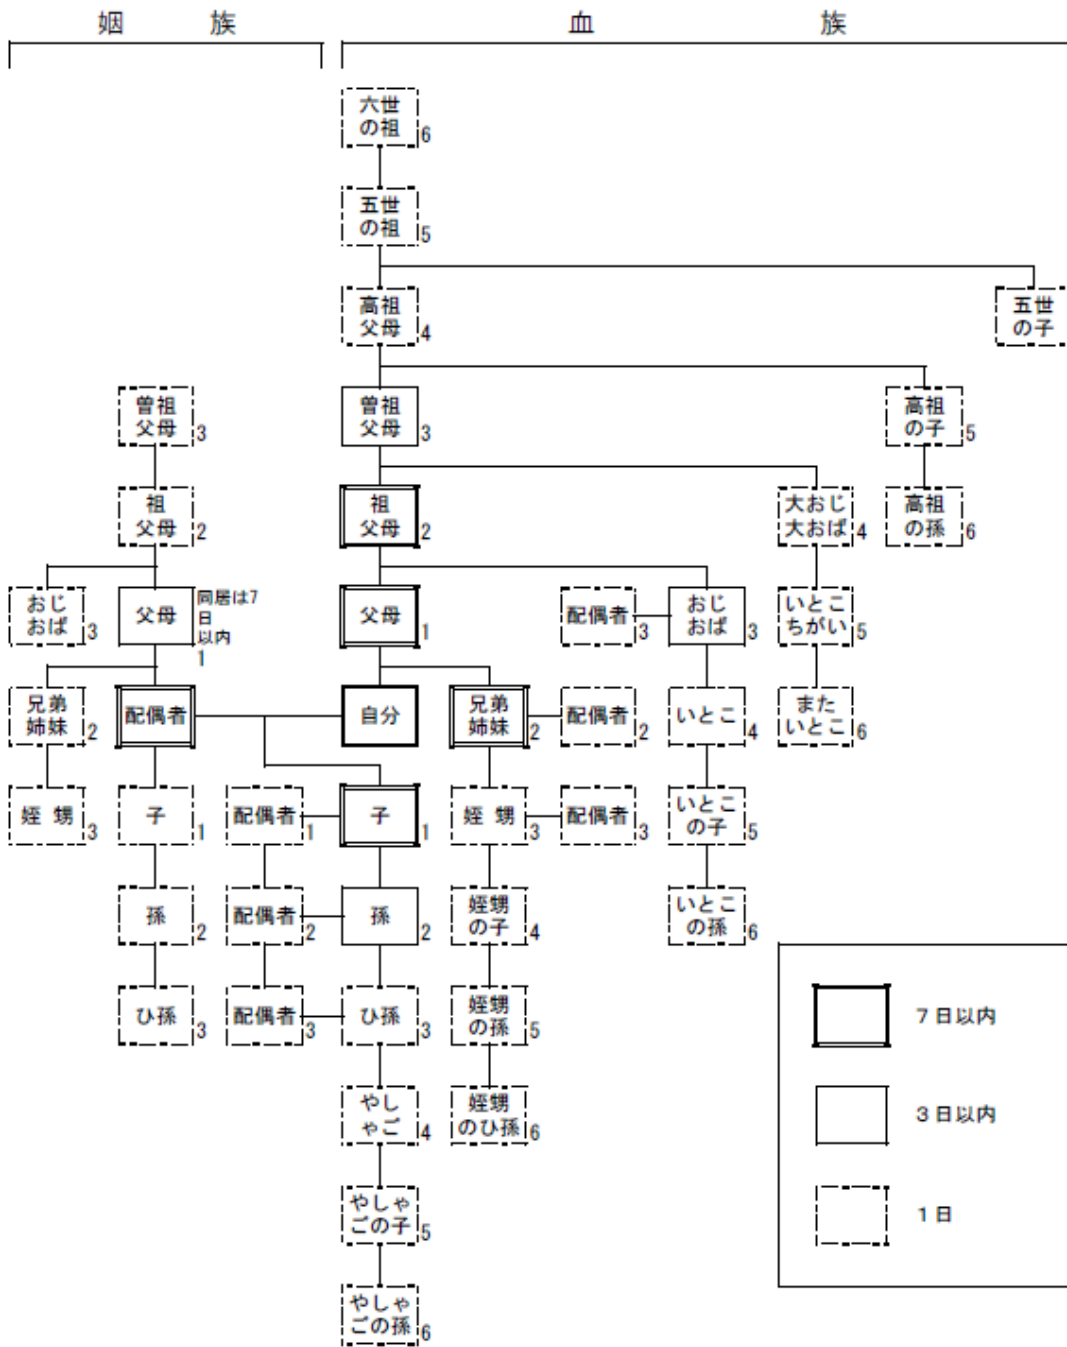 姻 族
血 族
六世
の祖 6
五世
の祖 5
高祖
父母 4
五世
の子
曽祖
父母 3
曽祖
父母 3
高祖
の子 5
祖
父母 2
祖
父母 2
大おじ
大おば 4
高祖
の孫 6
おじ
おば 3
父母
同居は7
日
以内
1
父母 1
配偶者 3
おじ
おば 3
いとこ
ちがい 5
兄弟
姉妹 2
配偶者
自分
兄弟
姉妹 2
配偶者 2
いとこ 4
また
いとこ 6
姪 甥 3
子 1
配偶者 1
子 1
姪 甥 3
配偶者 3
いとこ
の子 5
孫 2
配偶者 2
孫 2
姪甥
の子 4
いとこ
の孫 6
ひ孫 3
配偶者 3
ひ孫 3
姪甥
の孫 5
やし
ゃご 4
姪甥
のひ孫 6
やしゃ
ごの子 5
やしゃ
ごの孫 6
7日以内
3日以内
1日